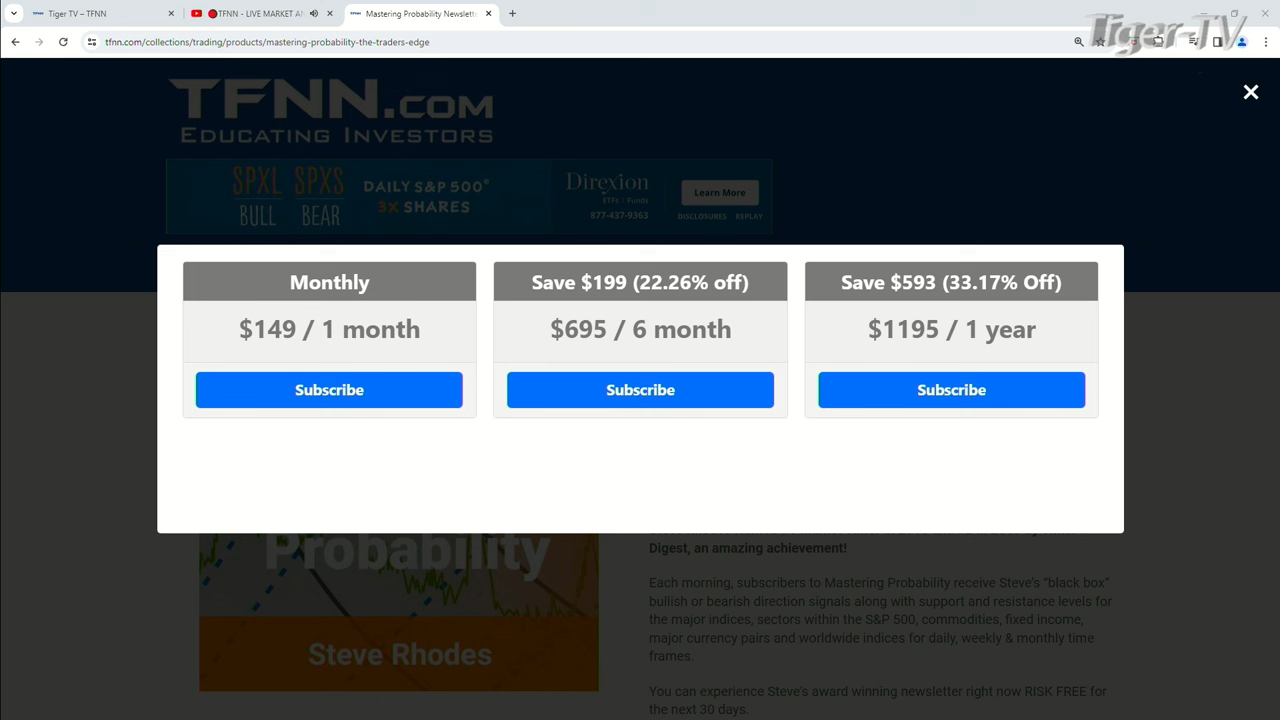 Tiger TV – TFNN
TFNN - LIVE MARKET AN
Mastering Probability Newslett
Tiger-TV
tfnn.com/collections/trading/products/mastering-probability-the-traders-edge
TFNN.COM
Educating Investors
SPXL SPXS
BULL BEAR
DAILY S&P 500®
3X SHARES
Direxion
ETFs Funds
877-437-9363
Learn More
DISCLOSURES REPLAY
Monthly
$149 / 1 month
Subscribe
Save $199 (22.26% off)
$695 / 6 month
Subscribe
Save $593 (33.17% Off)
$1195 / 1 year
Subscribe
Probability
Steve Rhodes
Digest, an amazing achievement!
Each morning, subscribers to Mastering Probability receive Steve's “black box”
bullish or bearish direction signals along with support and resistance levels for
the major indices, sectors within the S&P 500, commodities, fixed income,
major currency pairs and worldwide indices for daily, weekly & monthly time
frames.
You can experience Steve's award winning newsletter right now RISK FREE for
the next 30 days.